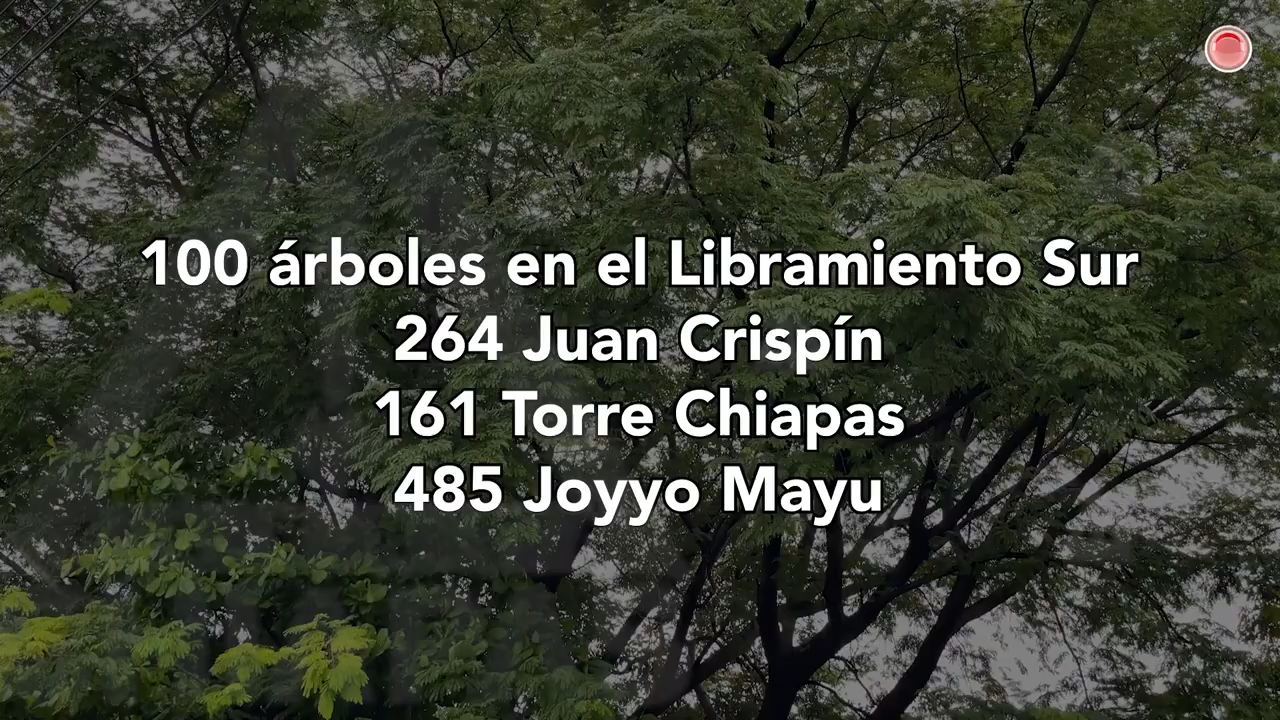 100 árboles en el Libramiento Sur
264 Juan Crispín
161 Torre Chiapas
485 Joyyo Mayu